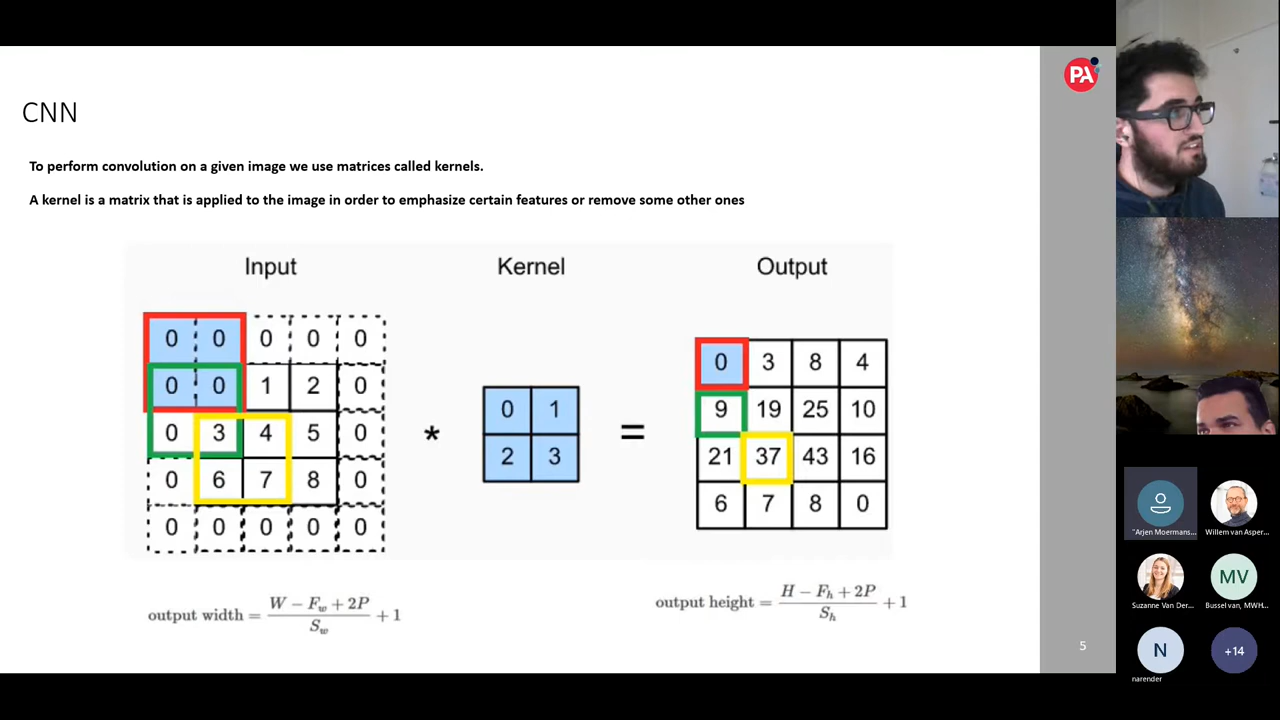 PA
CNN
To perform convolution on a given image we use matrices called kernels.
A kernel is a matrix that is applied to the image in order to emphasize certain features or remove some other ones
Input Kernel Output
0 0 0 0 0
0 0 1 2 0
0 3 4 5 0
0 6 7 8 0
0 0 0 0 0
*
0 1
2 3
=
0 3 8 4
9 19 25 10
21 37 43 16
6 7 8 0
output width = (W − F_w + 2P) / S_w + 1
output height = (H − F_h + 2P) / S_h + 1
5
"Arjen Moermans... Willem van Asper...
MV
Suzanne Van Der... Bussel van, MWH...
N +14
narender